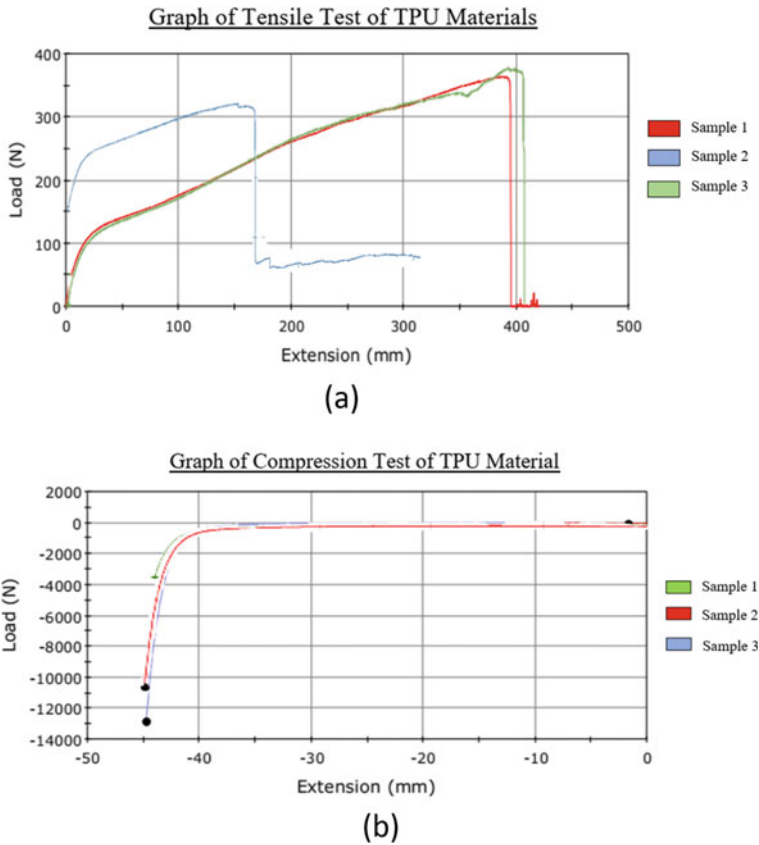 Graph of Tensile Test of TPU Materials
400
300
200
100
0
Load (N)
0 100 200 300 400 500
Extension (mm)
Sample 1
Sample 2
Sample 3
(a)
Graph of Compression Test of TPU Material
2000
0
-2000
-4000
-6000
-8000
-10000
-12000
-14000
Load (N)
-50 -40 -30 -20 -10 0
Extension (mm)
Sample 1
Sample 2
Sample 3
(b)